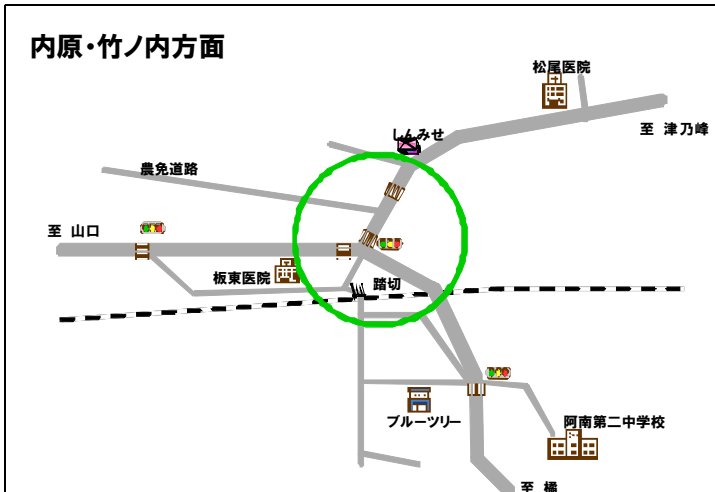 内原・竹ノ内方面
松尾医院
しんみせ
至 津乃峰
農免道路
至 山口
板東医院
踏切
ブルーツリー
阿南第二中学校
至 橘